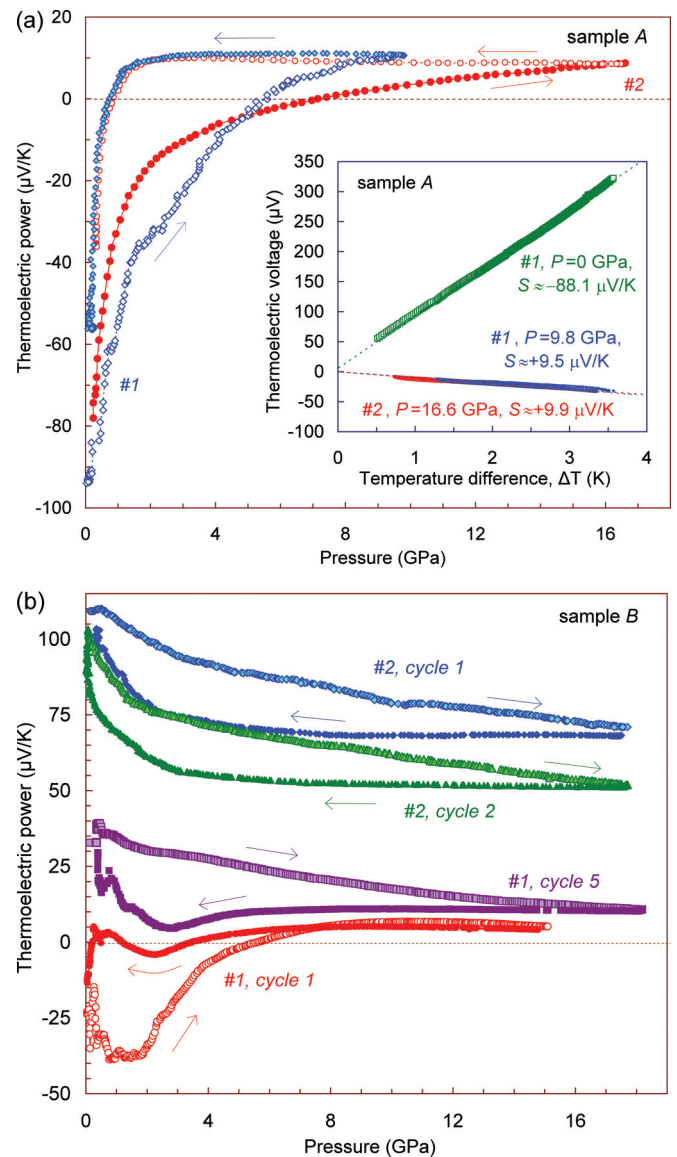 (a)
sample A
20
10
0
-20
-40
-60
-80
-100
Thermoelectric power (µV/K)
#2
#1
0
4
8
12
16
Pressure (GPa)
sample A
350
300
250
200
150
100
50
0
-50
-100
Thermoelectric voltage (µV)
#1, P=0 GPa,
S≈–88.1 µV/K
#1, P=9.8 GPa,
S≈+9.5 µV/K
#2 , P=16.6 GPa, S≈+9.9 µV/K
0
1
2
3
4
Temperature difference, ΔT (K)
(b)
sample B
100
75
50
25
0
-25
-50
Thermoelectric power (µV/K)
#2, cycle 1
#2, cycle 2
#1, cycle 5
#1, cycle 1
0
4
8
12
16
Pressure (GPa)